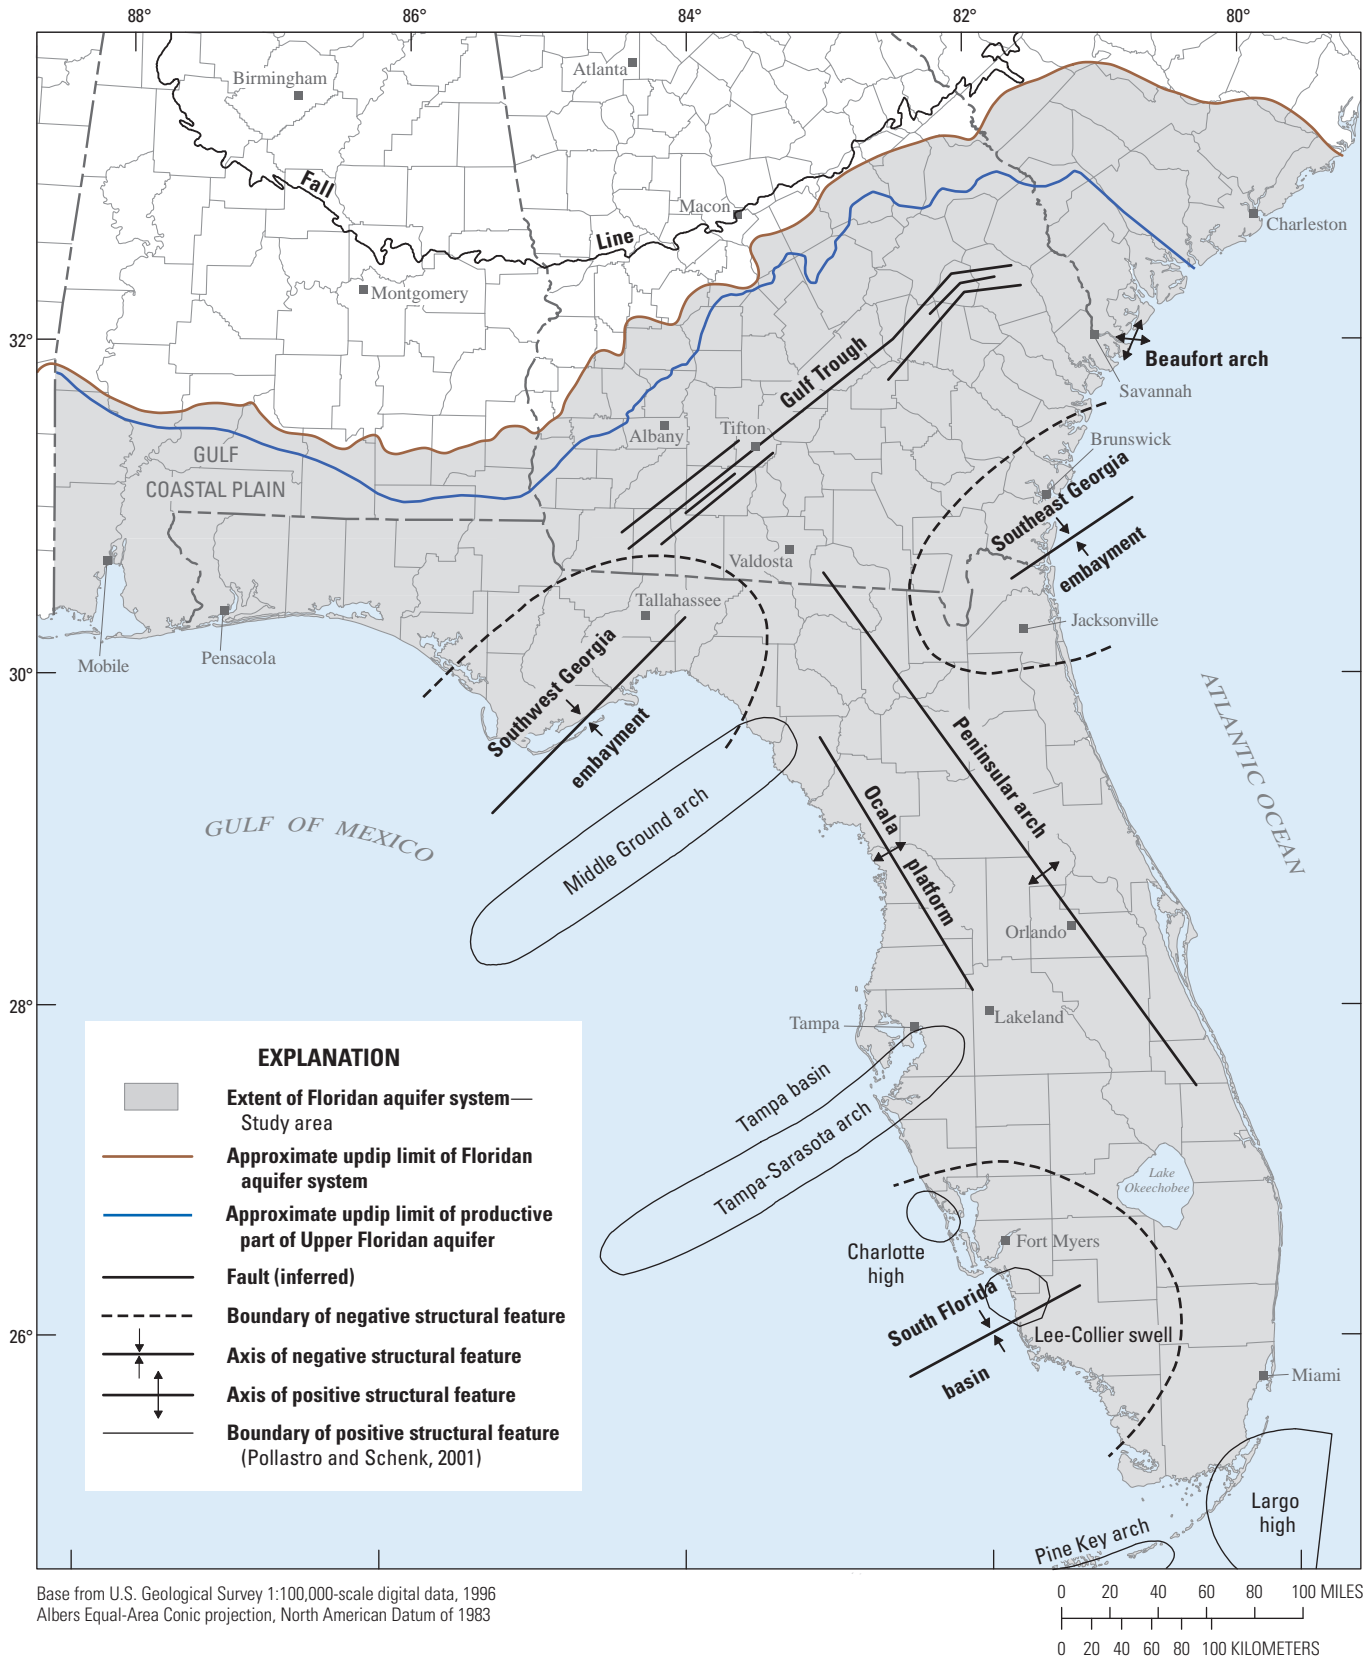 88°
86°
84°
82°
80°
Birmingham
Atlanta
Fall
Macon
Line
Charleston
Montgomery
32°
Beaufort arch
Gulf Trough
Savannah
Albany
Tifton
Brunswick
GULF
COASTAL PLAIN
Southeast Georgia
embayment
Valdosta
Tallahassee
Jacksonville
Mobile
Pensacola
30°
Southwest Georgia
embayment
ATLANTIC OCEAN
Peninsular arch
Ocala
platform
GULF OF MEXICO
Middle Ground arch
Orlando
28°
Lakeland
Tampa
Tampa basin
Tampa-Sarasota arch
Lake
Okeechobee
Charlotte
high
Fort Myers
South Florida
basin
Lee-Collier swell
26°
Miami
Largo
high
Pine Key arch
EXPLANATION
Extent of Floridan aquifer system—
Study area
Approximate updip limit of Floridan
aquifer system
Approximate updip limit of productive
part of Upper Floridan aquifer
Fault (inferred)
Boundary of negative structural feature
Axis of negative structural feature
Axis of positive structural feature
Boundary of positive structural feature
(Pollastro and Schenk, 2001)
Base from U.S. Geological Survey 1:100,000-scale digital data, 1996
Albers Equal-Area Conic projection, North American Datum of 1983
0 20 40 60 80 100 MILES
0 20 40 60 80 100 KILOMETERS